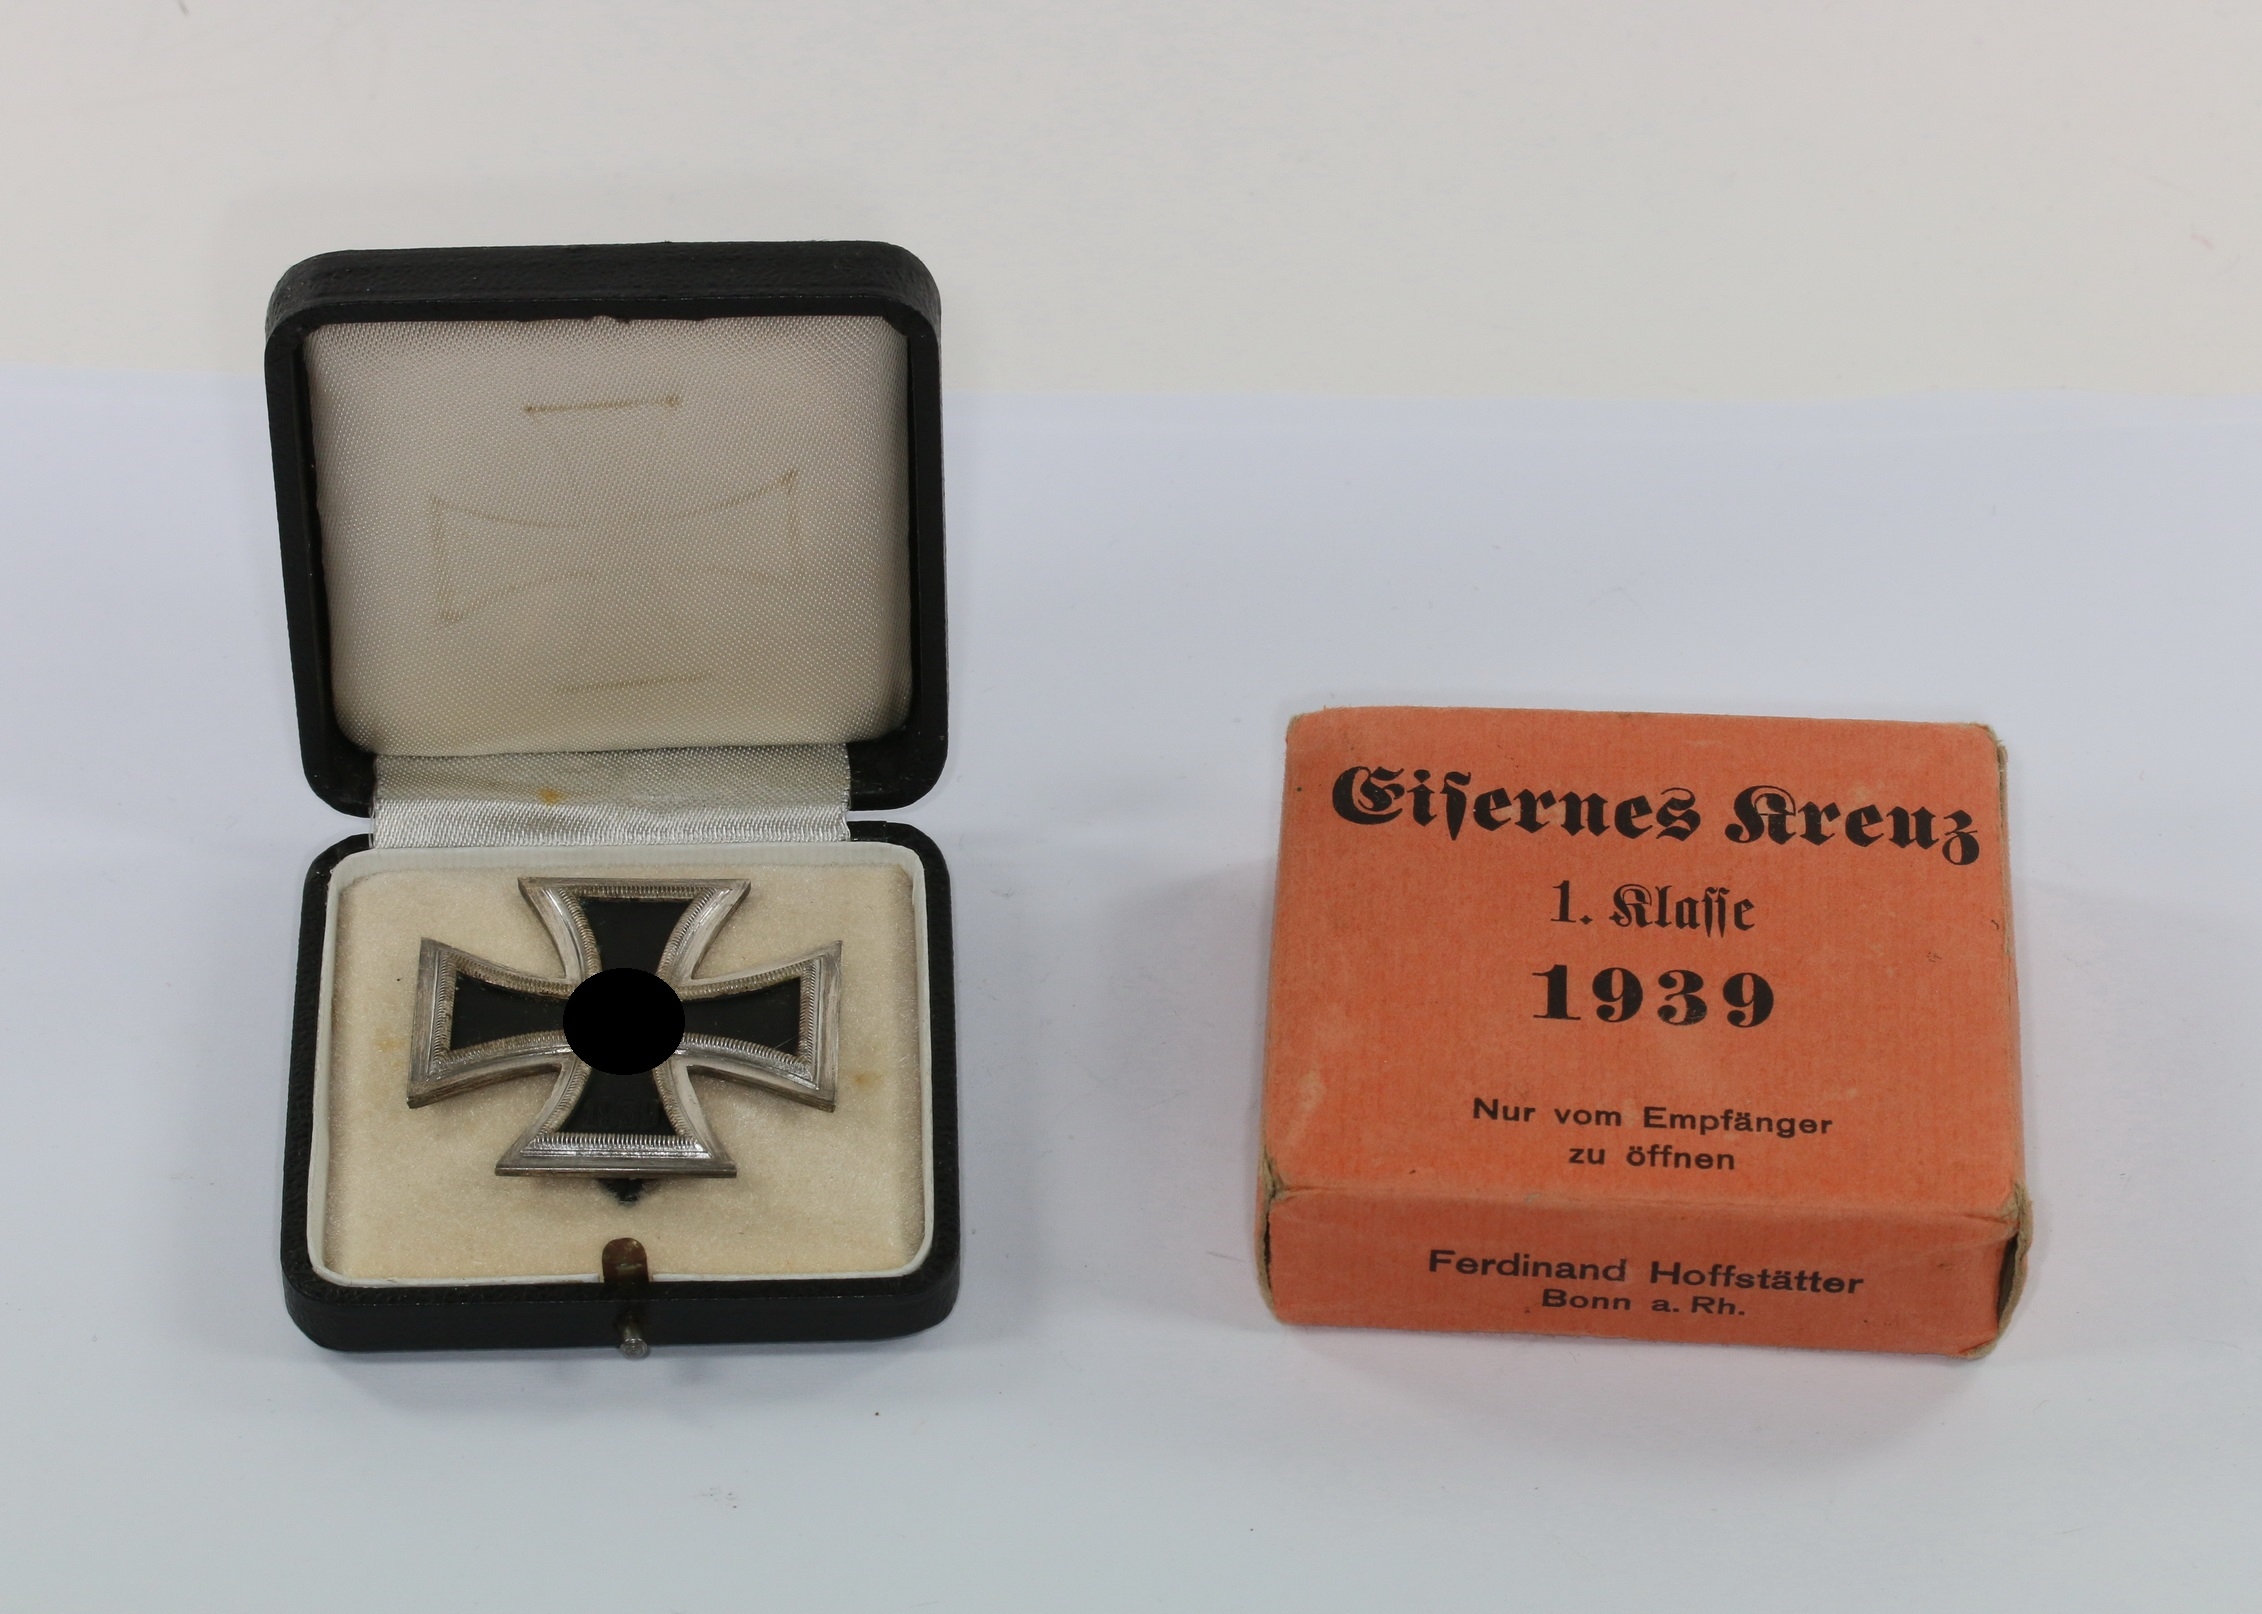 Eiſernes Kreuz
1. Klaſſe
1939
Nur vom Empfänger
zu öffnen
Ferdinand Hoffstätter
Bonn a. Rh.